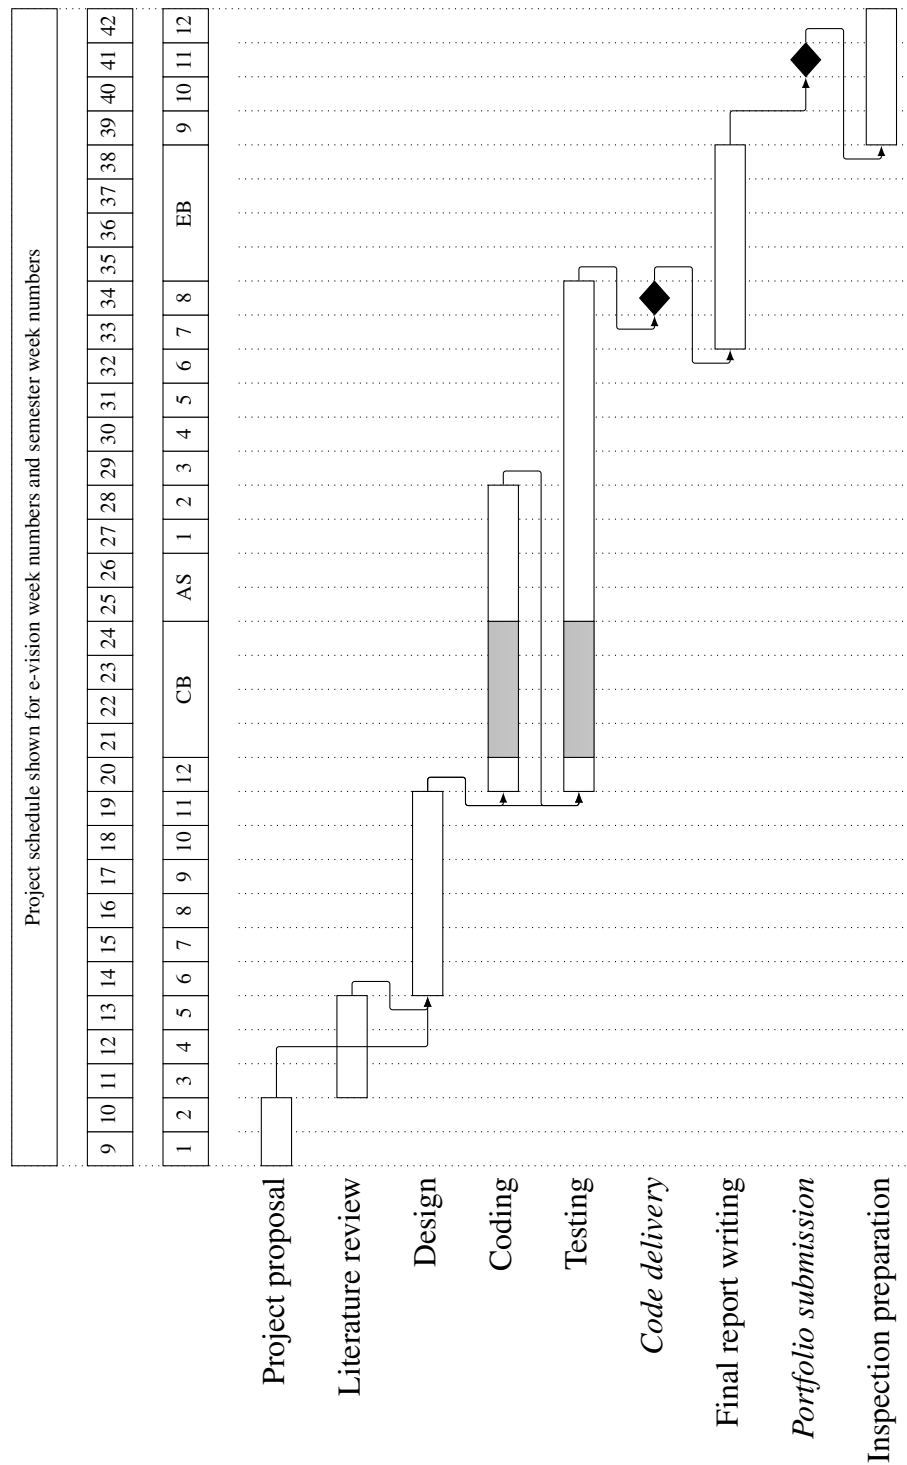 Project schedule shown for e-vision week numbers and semester week numbers
9 10 11 12 13 14 15 16 17 18 19 20 21 22 23 24 25 26 27 28 29 30 31 32 33 34 35 36 37 38 39 40 41 42
1 2 3 4 5 6 7 8 9 10 11 12 CB AS 1 2 3 4 5 6 7 8 EB 9 10 11 12
Project proposal
Literature review
Design
Coding
Testing
Code delivery
Final report writing
Portfolio submission
Inspection preparation